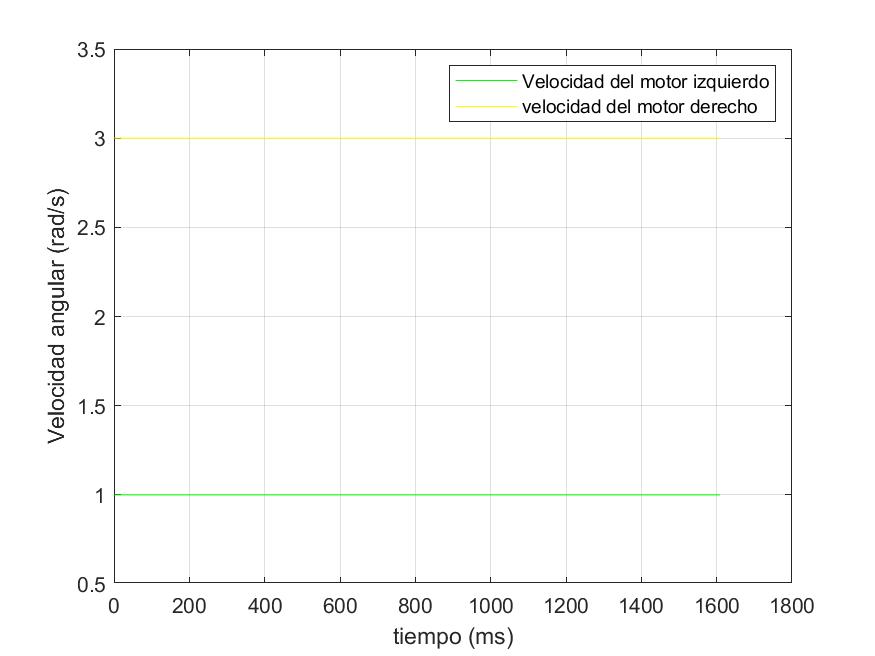 3.5
3
2.5
2
1.5
1
0.5
Velocidad angular (rad/s)
Velocidad del motor izquierdo
velocidad del motor derecho
0 200 400 600 800 1000 1200 1400 1600 1800
tiempo (ms)